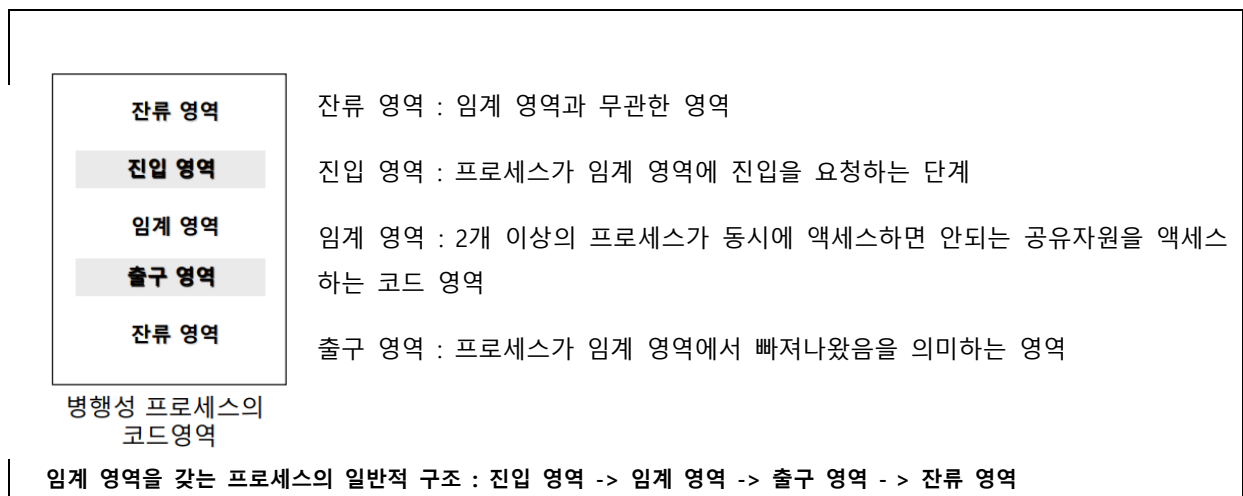 잔류 영역
진입 영역
임계 영역
출구 영역
잔류 영역
병행성 프로세스의
코드영역
잔류 영역 : 임계 영역과 무관한 영역
진입 영역 : 프로세스가 임계 영역에 진입을 요청하는 단계
임계 영역 : 2개 이상의 프로세스가 동시에 액세스하면 안되는 공유자원을 액세스
하는 코드 영역
출구 영역 : 프로세스가 임계 영역에서 빠져나왔음을 의미하는 영역
임계 영역을 갖는 프로세스의 일반적 구조 : 진입 영역 -> 임계 영역 -> 출구 영역 - > 잔류 영역